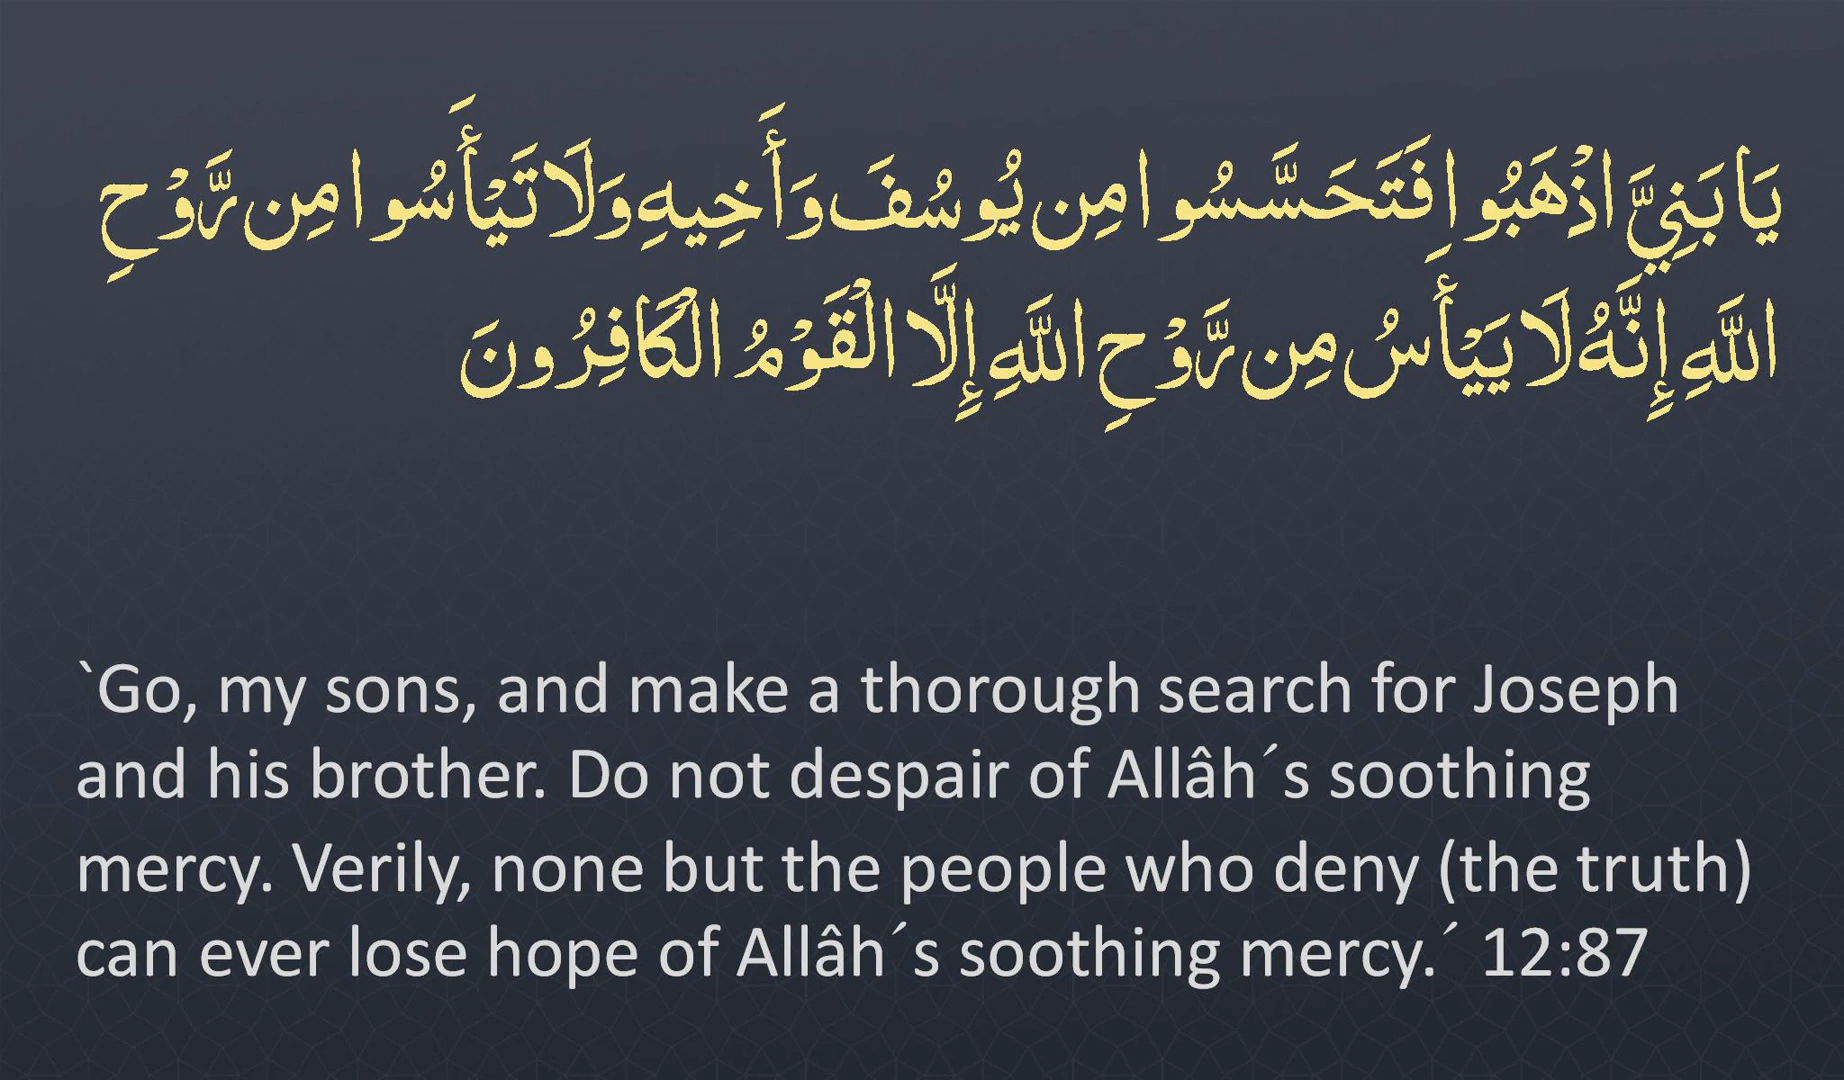 يَا بَنِيَّ اذْهَبُوا فَتَحَسَّسُوا مِن يُوسُفَ وَأَخِيهِ وَلَا تَيْأَسُوا مِن رَّوْحِ
اللَّهِ إِنَّهُ لَا يَيْأَسُ مِن رَّوْحِ اللَّهِ إِلَّا الْقَوْمُ الْكَافِرُونَ
`Go, my sons, and make a thorough search for Joseph
and his brother. Do not despair of Allâh´s soothing
mercy. Verily, none but the people who deny (the truth)
can ever lose hope of Allâh´s soothing mercy.´ 12:87